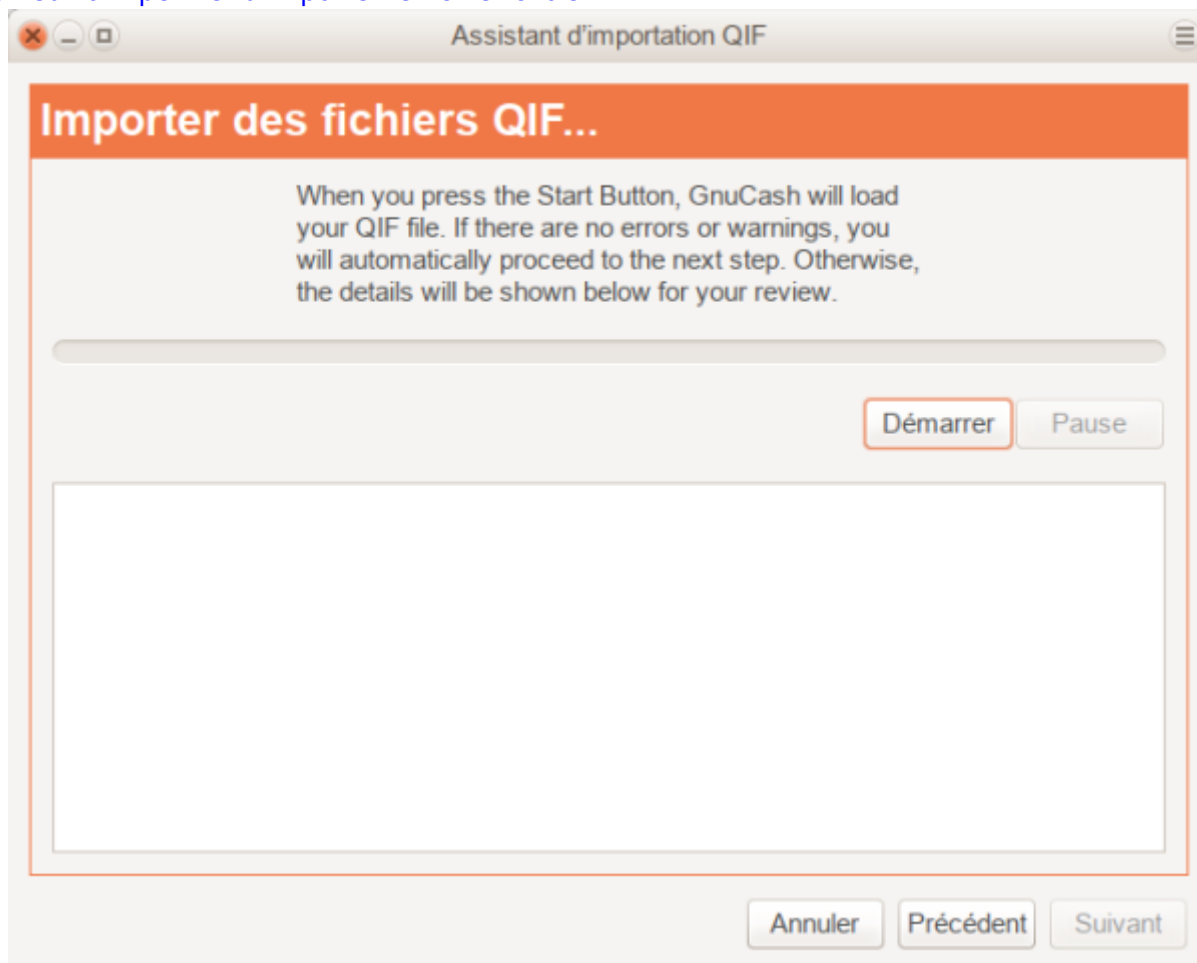 Assistant d'importation QIF
Importer des fichiers QIF...
When you press the Start Button, GnuCash will load
your QIF file. If there are no errors or warnings, you
will automatically proceed to the next step. Otherwise,
the details will be shown below for your review.
Démarrer Pause
Annuler Précédent Suivant